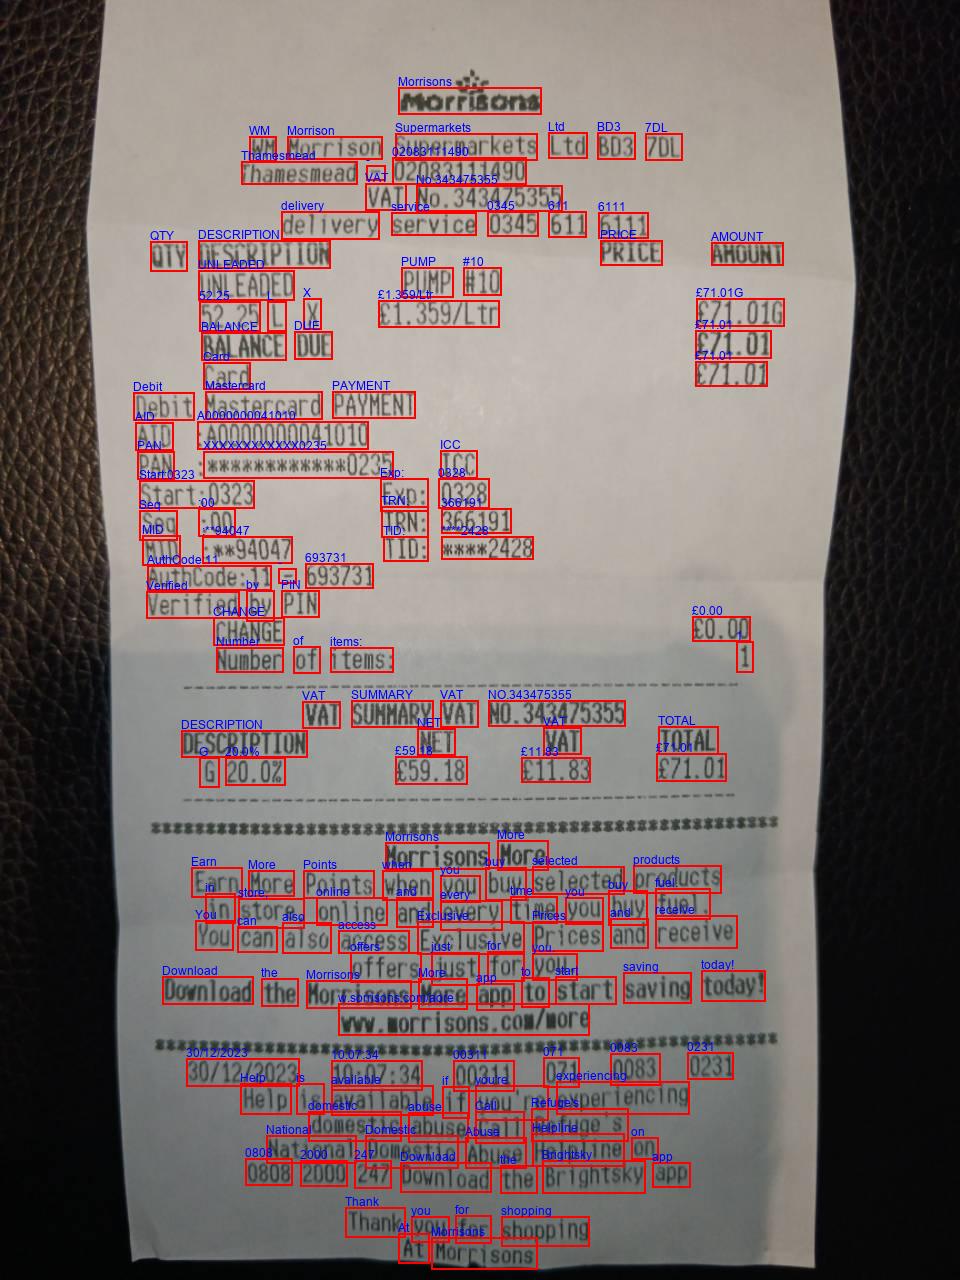 Morrisons
WM Morrison Supermarkets Ltd BD3 7DL
Thamesmead - 02083111490
VAT No.343475355
delivery service 0345 611 6111
QTY DESCRIPTION PRICE AMOUNT
UNLEADED PUMP #10
52.25 L X £1.359/Ltr £71.01G
BALANCE DUE £71.01
Card £71.01
Debit Mastercard PAYMENT
AID :A0000000041010
PAN :************0235 ICC
Start:0323 Exp: 0328
Seq :00 TRN: 366191
MID :**94047 TID: ****2428
AuthCode:11 - 693731
Verified by PIN
CHANGE £0.00
Number of items: 1
VAT SUMMARY VAT NO.343475355
DESCRIPTION NET VAT TOTAL
G 20.0% £59.18 £11.83 £71.01
Morrisons More
Earn More Points when you buy selected products
in store, online and every time you buy fuel.
You can also access Exclusive Prices and receive
offers just for you.
Download the Morrisons More app to start saving today!
www.morrisons.com/more
30/12/2023 10:07:34 00311 071 0083 0231
Help is available if you're experiencing
domestic abuse Call Refuge's
National Domestic Abuse Helpline on
0808 2000 247 Download the Brightsky app
Thank you for shopping
At Morrisons